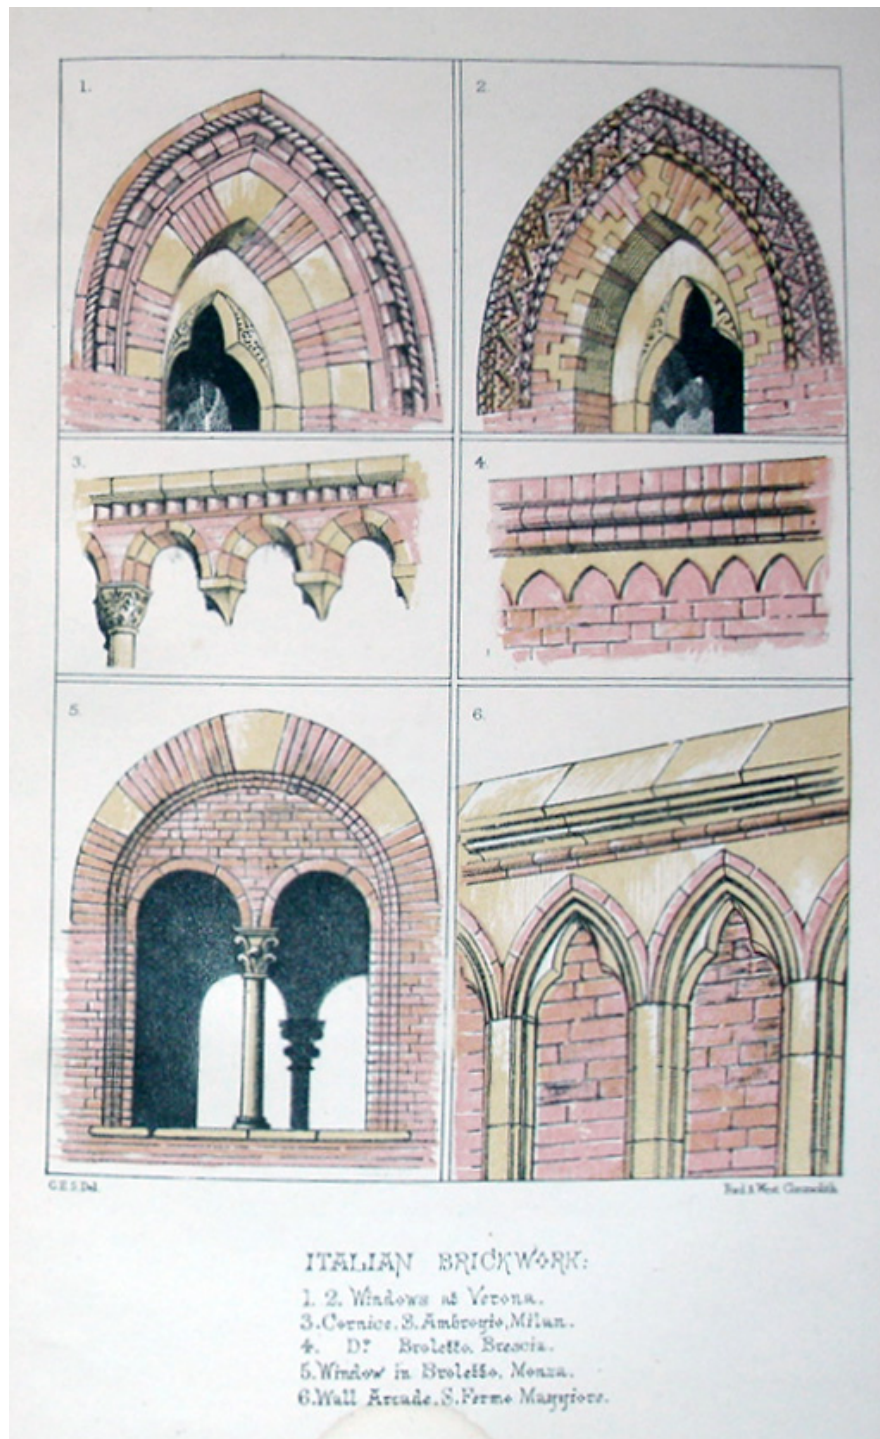 1.
2.
3.
4.
5.
6.
G.E.S. Del.
Chromolith.
ITALIAN BRICKWORK:
1. 2. Windows at Verona.
3. Cornice. S. Ambrogio, Milan.
4. Dº Broletto, Brescia.
5. Window in Broletto, Monza.
6. Wall Arcade. S. Fermo Maggiore.